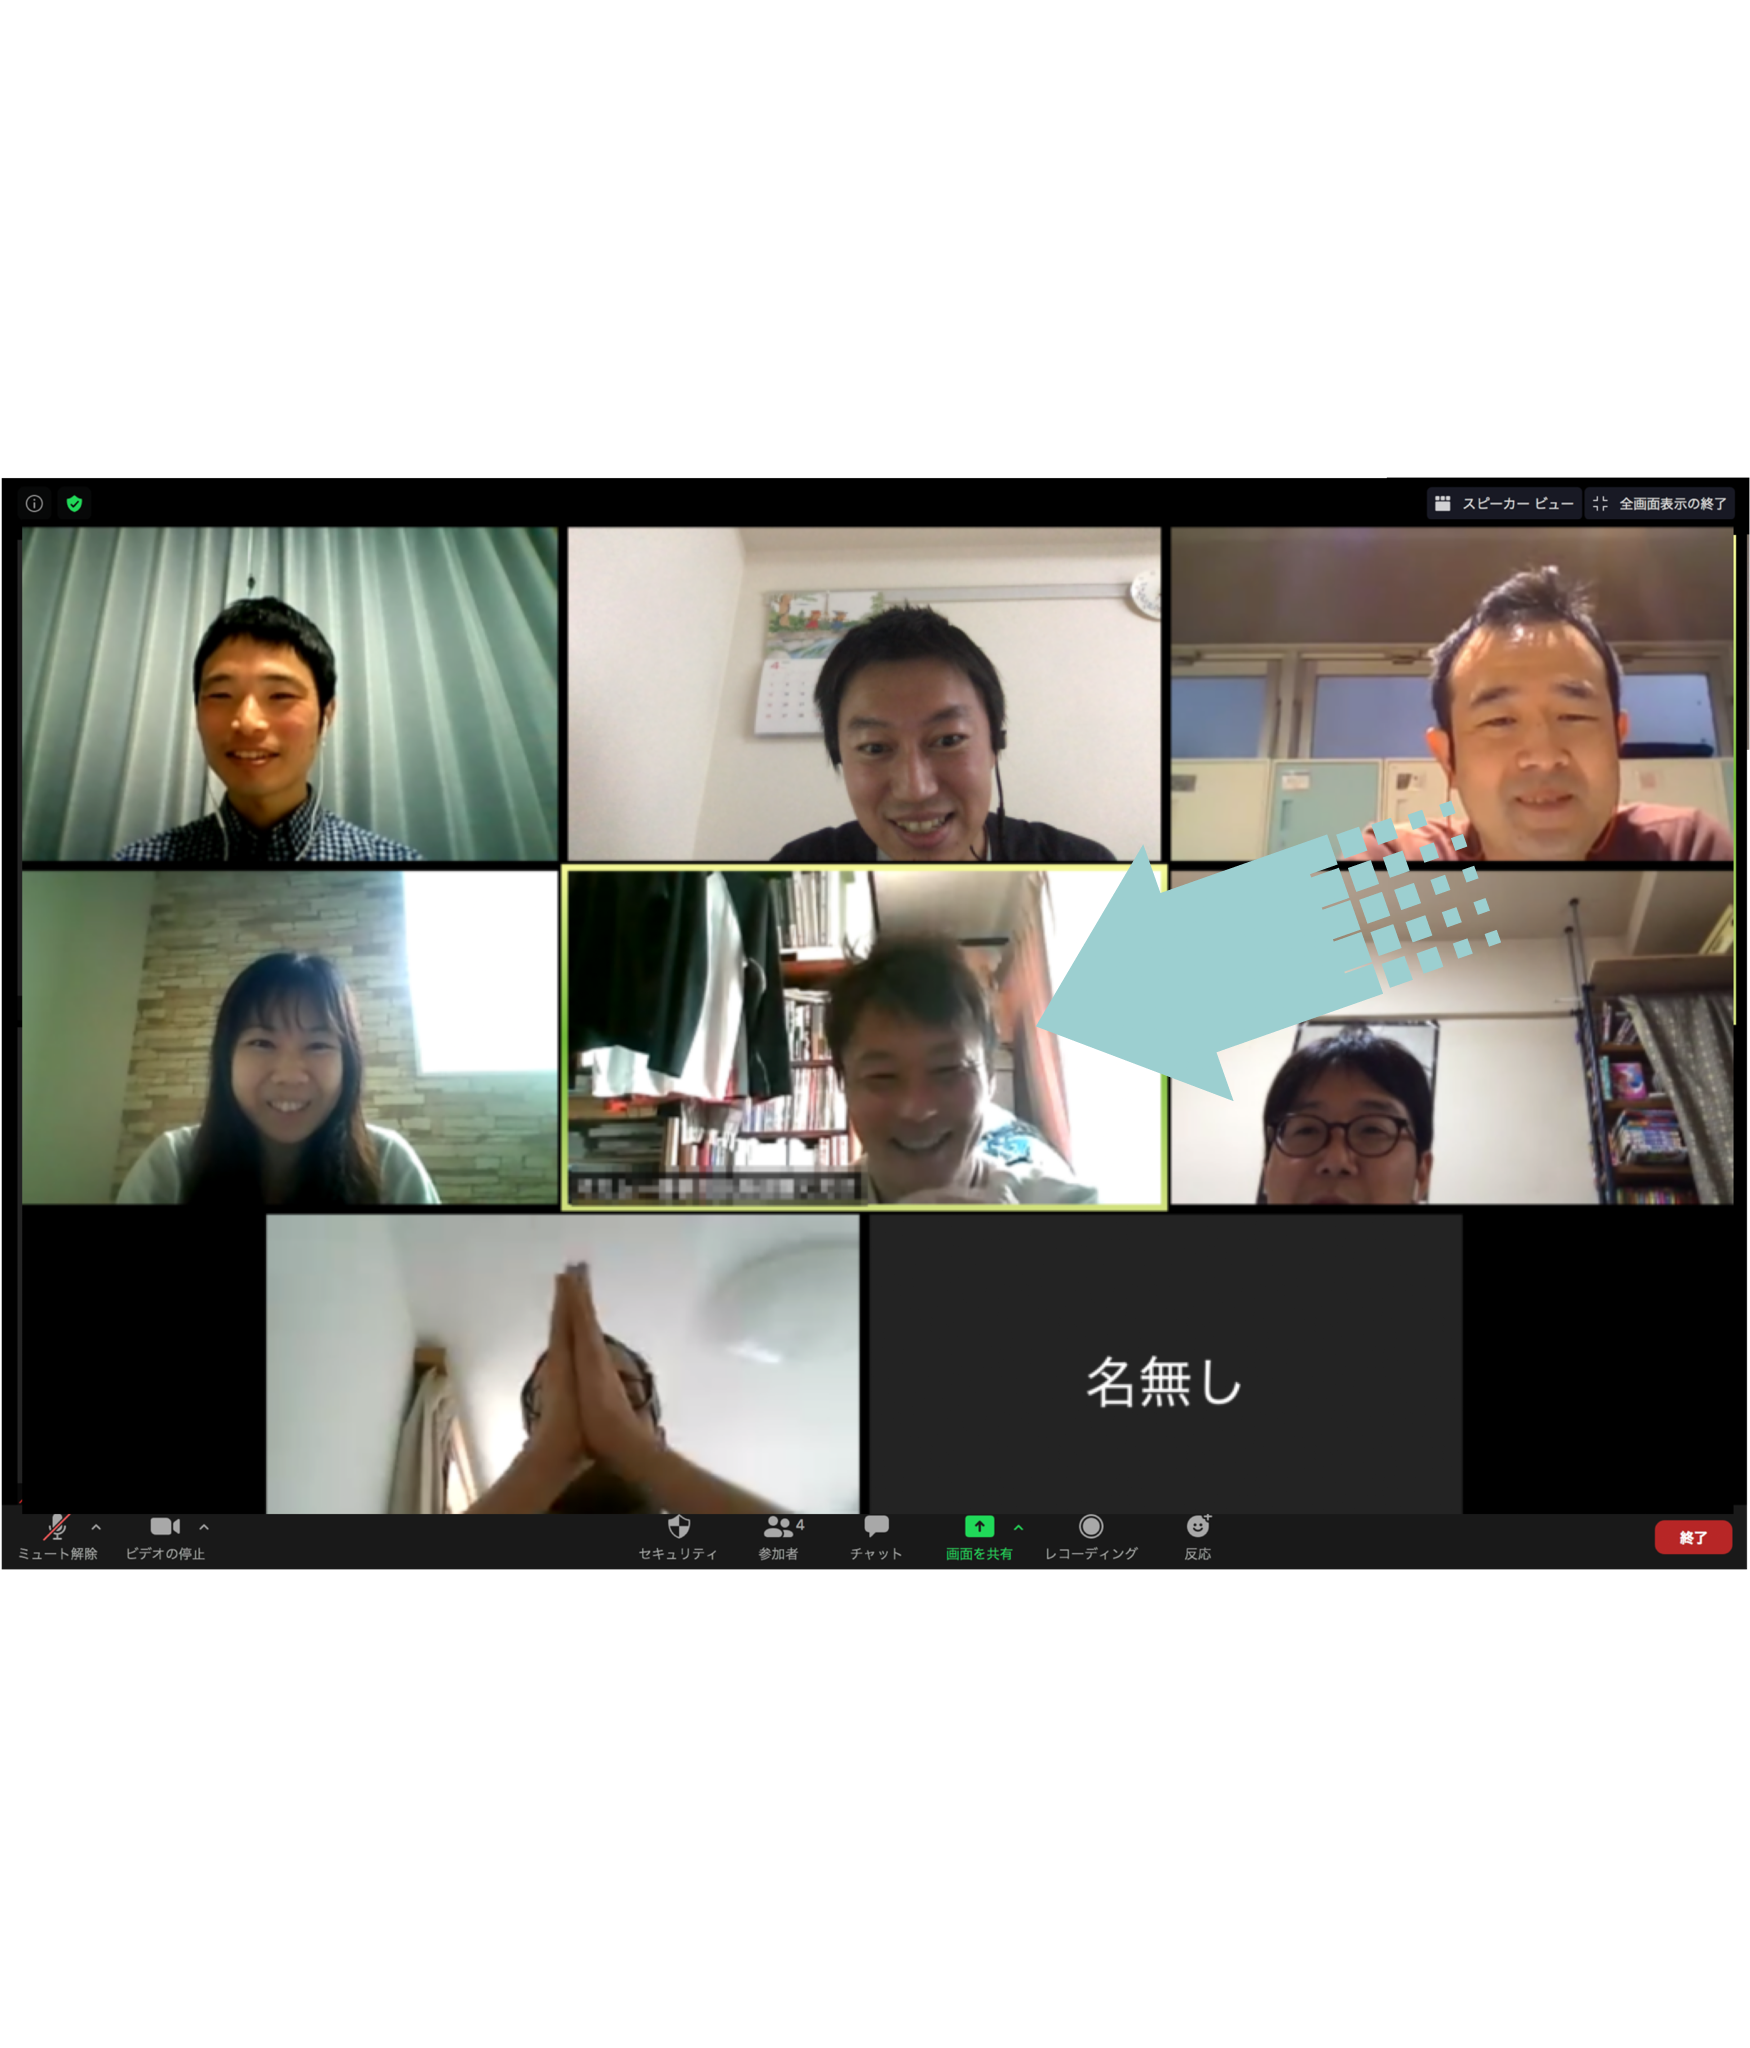 スピーカー ビュー
全画面表示の終了
名無し
ミュート解除
ビデオの停止
セキュリティ
参加者
4
チャット
画面を共有
レコーディング
反応
終了